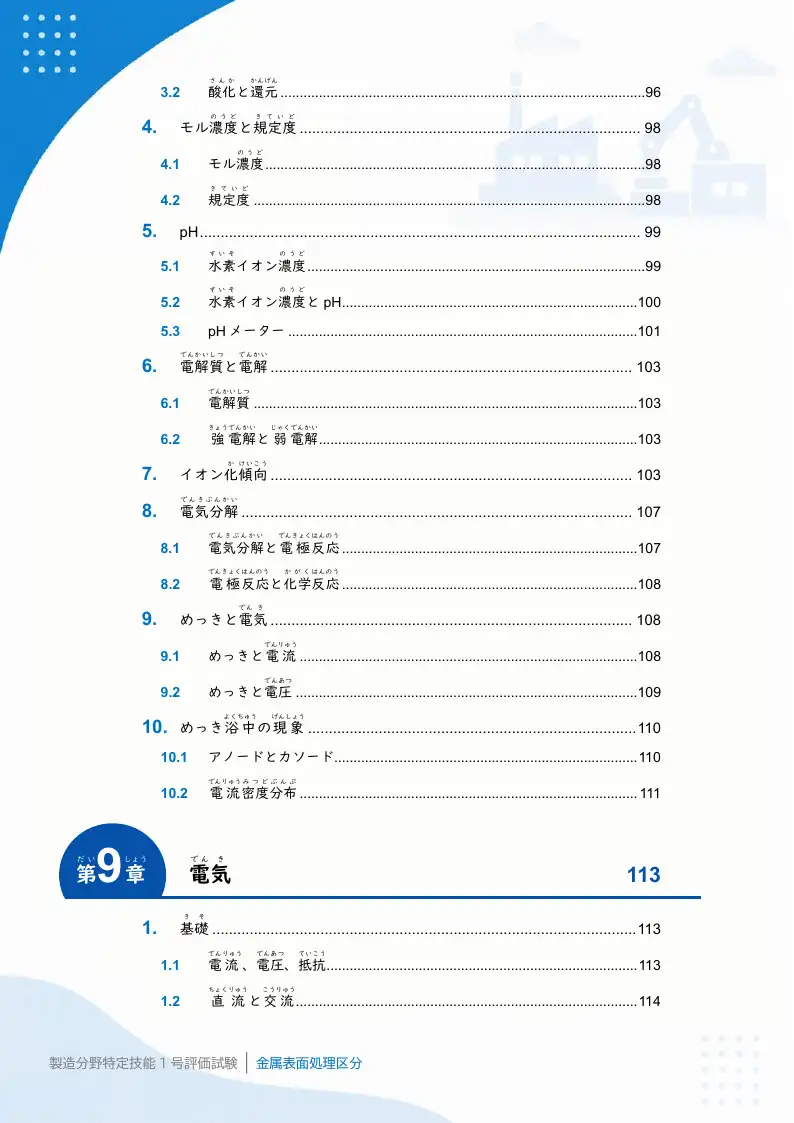 3.2 酸化と還元 96
4. モル濃度と規定度 98
4.1 モル濃度 98
4.2 規定度 98
5. pH 99
5.1 水素イオン濃度 99
5.2 水素イオン濃度と pH 100
5.3 pH メーター 101
6. 電解質と電解 103
6.1 電解質 103
6.2 強電解と弱電解 103
7. イオン化傾向 103
8. 電気分解 107
8.1 電気分解と電極反応 107
8.2 電極反応と化学反応 108
9. めっきと電気 108
9.1 めっきと電流 108
9.2 めっきと電圧 109
10. めっき浴中の現象 110
10.1 アノードとカソード 110
10.2 電流密度分布 111
第9章 電気 113
1. 基礎 113
1.1 電流、電圧、抵抗 113
1.2 直流と交流 114
製造分野特定技能1号評価試験 | 金属表面処理区分